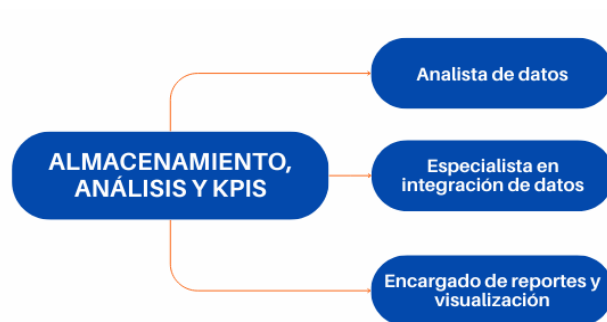 Analista de datos
ALMACENAMIENTO,
ANÁLISIS Y KPIS
Especialista en
integración de datos
Encargado de reportes y
visualización